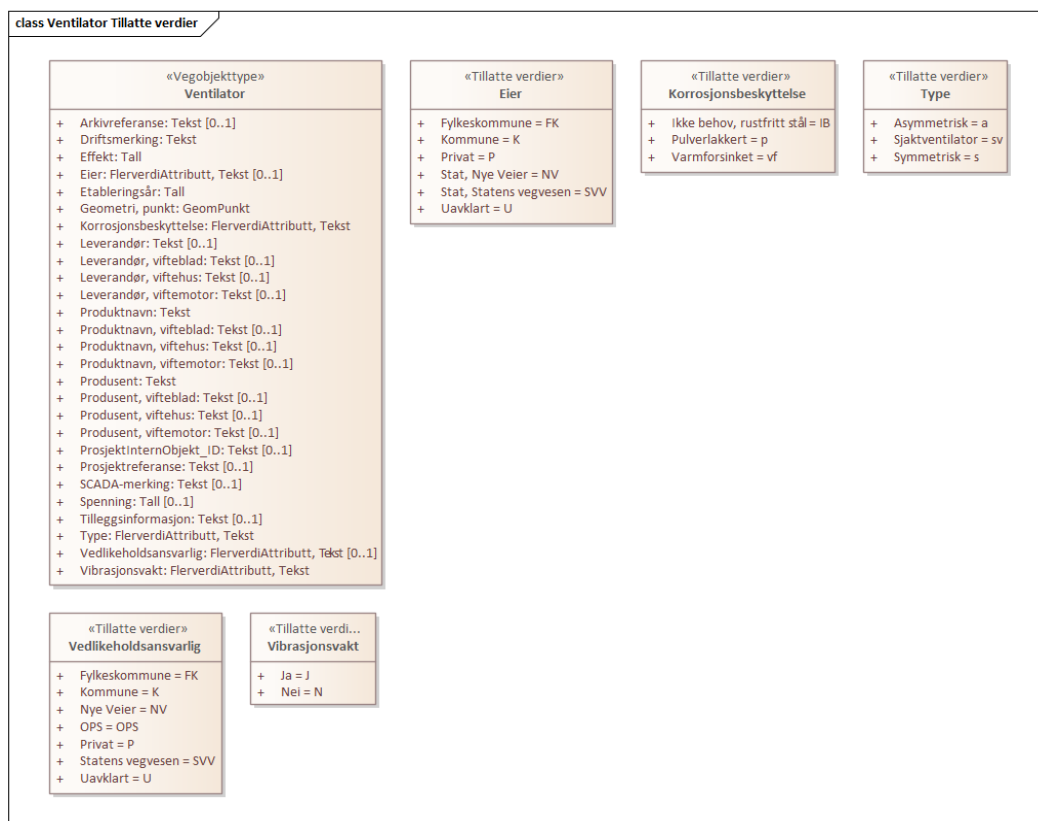 class Ventilator Tillatte verdier
«Vegobjekttype»
Ventilator
+ Arkivreferanse: Tekst [0..1]
+ Driftsmerking: Tekst
+ Effekt: Tall
+ Eier: FlerverdiAttributt, Tekst [0..1]
+ Etableringsår: Tall
+ Geometri, punkt: GeomPunkt
+ Korrosjonsbeskyttelse: FlerverdiAttributt, Tekst
+ Leverandør: Tekst [0..1]
+ Leverandør, vifteblad: Tekst [0..1]
+ Leverandør, viftehus: Tekst [0..1]
+ Leverandør, viftemotor: Tekst [0..1]
+ Produktnavn: Tekst
+ Produktnavn, vifteblad: Tekst [0..1]
+ Produktnavn, viftehus: Tekst [0..1]
+ Produktnavn, viftemotor: Tekst [0..1]
+ Produsent: Tekst
+ Produsent, vifteblad: Tekst [0..1]
+ Produsent, viftehus: Tekst [0..1]
+ Produsent, viftemotor: Tekst [0..1]
+ ProsjektInternObjekt_ID: Tekst [0..1]
+ Prosjektreferanse: Tekst [0..1]
+ SCADA-merking: Tekst [0..1]
+ Spenning: Tall [0..1]
+ Tilleggsinformasjon: Tekst [0..1]
+ Type: FlerverdiAttributt, Tekst
+ Vedlikeholdsansvarlig: FlerverdiAttributt, Tekst [0..1]
+ Vibrasjonsvakt: FlerverdiAttributt, Tekst
«Tillatte verdier»
Eier
+ Fylkeskommune = FK
+ Kommune = K
+ Privat = P
+ Stat, Nye Veier = NV
+ Stat, Statens vegvesen = SVV
+ Uavklart = U
«Tillatte verdier»
Korrosjonsbeskyttelse
+ Ikke behov, rustfritt stål = IB
+ Pulverlakkert = p
+ Varmforsinket = vf
«Tillatte verdier»
Type
+ Asymmetrisk = a
+ Sjaktventilator = sv
+ Symmetrisk = s
«Tillatte verdier»
Vedlikeholdsansvarlig
+ Fylkeskommune = FK
+ Kommune = K
+ Nye Veier = NV
+ OPS = OPS
+ Privat = P
+ Statens vegvesen = SVV
+ Uavklart = U
«Tillatte verdi...
Vibrasjonsvakt
+ Ja = J
+ Nei = N